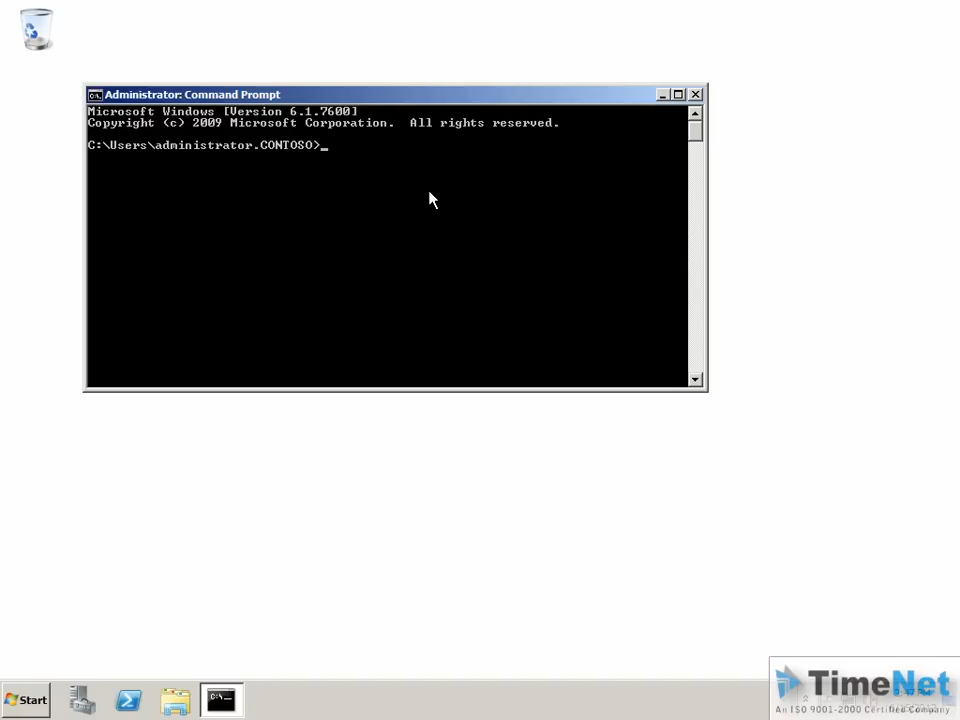 Administrator: Command Prompt
Microsoft Windows [Version 6.1.7600]
Copyright (c) 2009 Microsoft Corporation.  All rights reserved.
C:\Users\administrator.CONTOSO>_
Start
TimeNet
An ISO 9001-2000 Certified Company